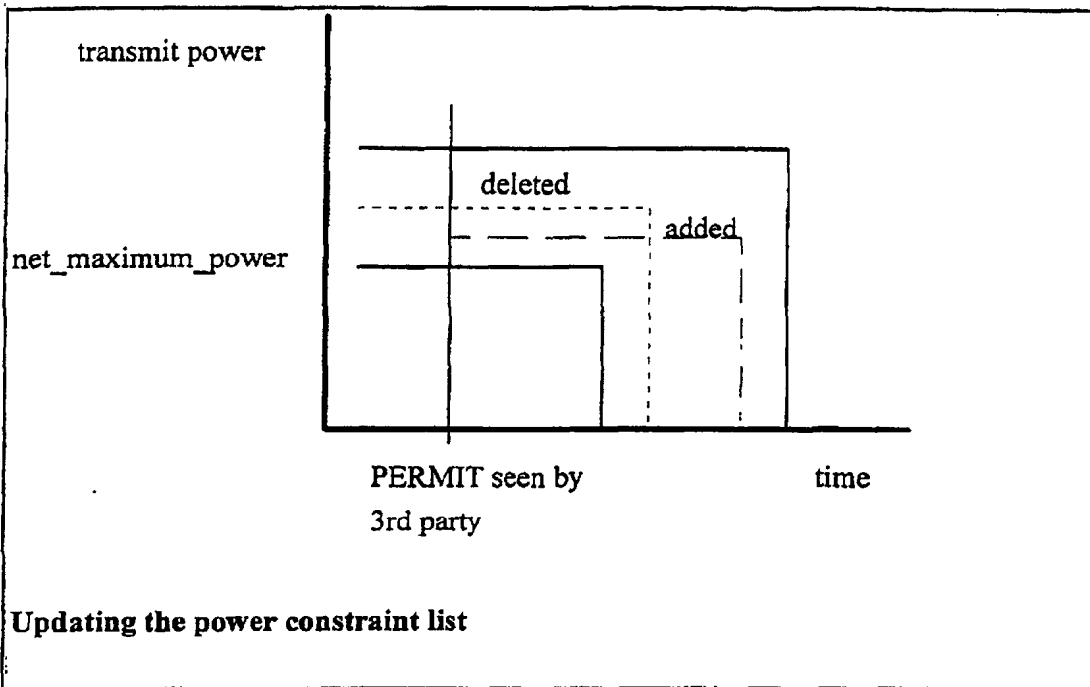 transmit power
deleted
added
net_maximum_power
PERMIT seen by
3rd party
time
Updating the power constraint list